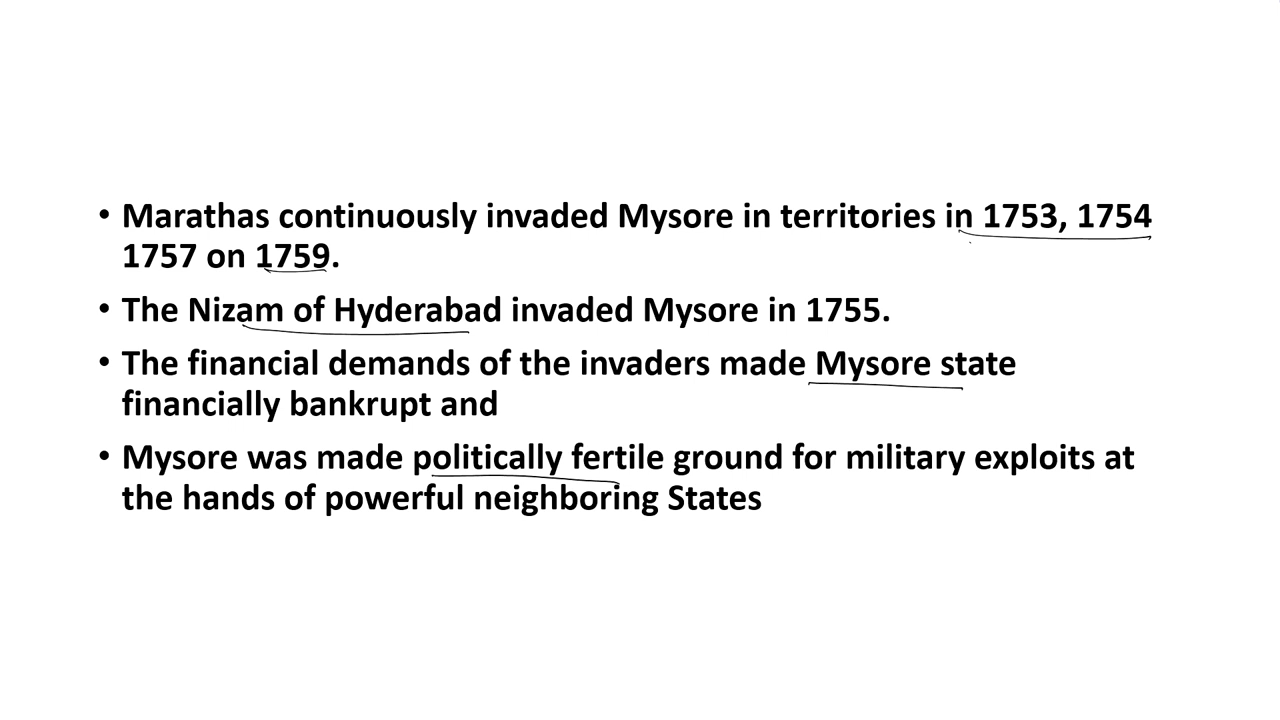 • Marathas continuously invaded Mysore in territories in 1753, 1754
1757 on 1759.
• The Nizam of Hyderabad invaded Mysore in 1755.
• The financial demands of the invaders made Mysore state
financially bankrupt and
• Mysore was made politically fertile ground for military exploits at
the hands of powerful neighboring States